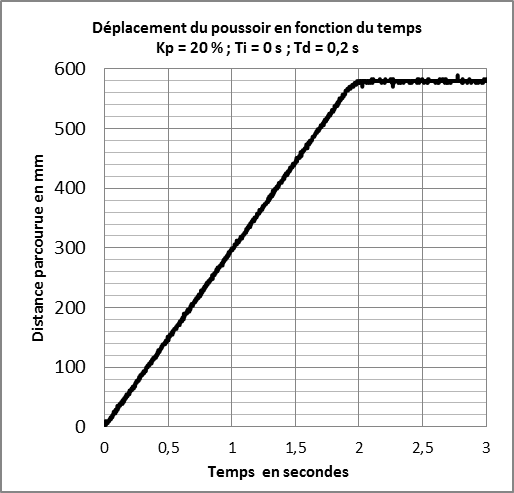 Déplacement du poussoir en fonction du temps
Kp = 20 % ; Ti = 0 s ; Td = 0,2 s
Distance parcourue en mm
600
500
400
300
200
100
0
0 0,5 1 1,5 2 2,5 3
Temps en secondes